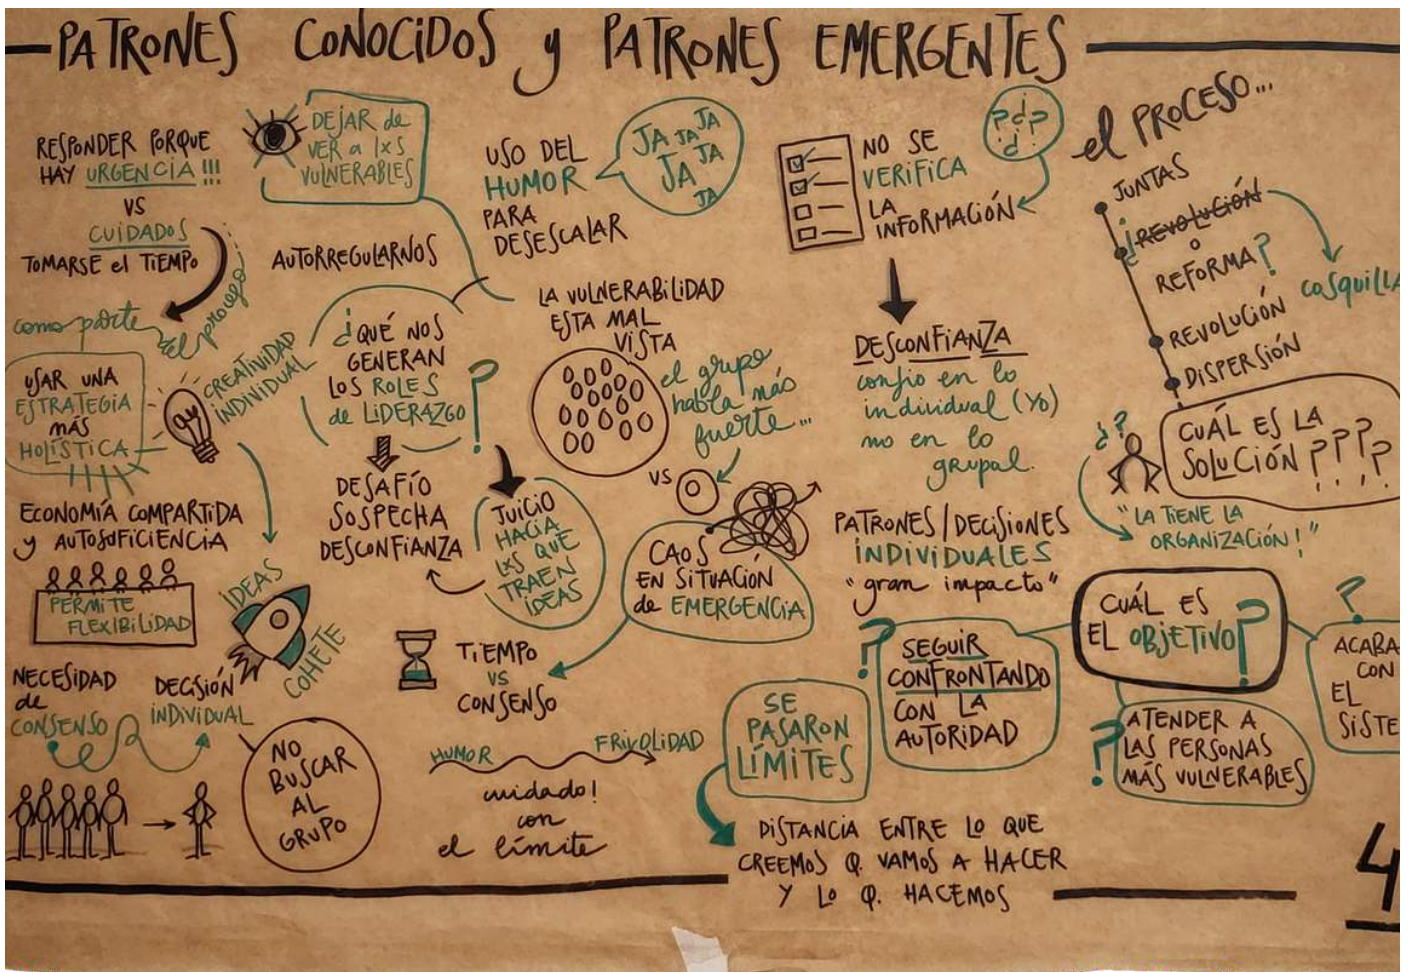 PATRONES CONOCIDOS y PATRONES EMERGENTES
RESPONDER PORQUE
HAY URGENCIA !!!
VS
CUIDADOS
TOMARSE el TIEMPO
como parte
del proceso
USAR UNA
ESTRATEGIA
MÁS
HOLÍSTICA
CREATIVIDAD
INDIVIDUAL
ECONOMÍA COMPARTIDA
y AUTOSUFICIENCIA
PERMITE
FLEXIBILIDAD
IDEAS
COHETE
NECESIDAD
de
CONSENSO
DECISIÓN
INDIVIDUAL
NO
BUSCAR
AL
GRUPO
DEJAR de
VER a lxs
VULNERABLES
AUTORREGULARNOS
¿QUÉ NOS
GENERAN
LOS ROLES
de LIDERAZGO
?
DESAFÍO
SOSPECHA
DESCONFIANZA
JUICIO
HACIA
LXS QUE
TRAEN
IDEAS
USO DEL
HUMOR
PARA
DESESCALAR
JA JA JA
JA JA
JA
LA VULNERABILIDAD
ESTA MAL
VISTA
el grupo
habla más
fuerte...
VS
CAOS
EN SITUACIÓN
de EMERGENCIA
TIEMPO
VS
CONSENSO
HUMOR
FRIVOLIDAD
cuidado!
con
el límite
NO SE
VERIFICA
LA
INFORMACIÓN
?¿?
¿?
DESCONFIANZA
confío en lo
individual (Yo)
no en lo
grupal.
PATRONES/DECISIONES
INDIVIDUALES
"gran impacto"
SE
PASARON
LÍMITES
DISTANCIA ENTRE LO QUE
CREEMOS Q. VAMOS A HACER
Y LO Q. HACEMOS
el PROCESO...
JUNTAS
¿REVOLUCIÓN
o
REFORMA?
COSQUILLA
REVOLUCIÓN
DISPERSIÓN
CUÁL ES LA
SOLUCIÓN ????
¿?
"LA TIENE LA
ORGANIZACIÓN!"
CUÁL ES
EL OBJETIVO?
?
SEGUIR
CONFRONTANDO
CON LA
AUTORIDAD
?
ATENDER A
LAS PERSONAS
MÁS VULNERABLES
?
ACABA
CON
EL
SISTE
4